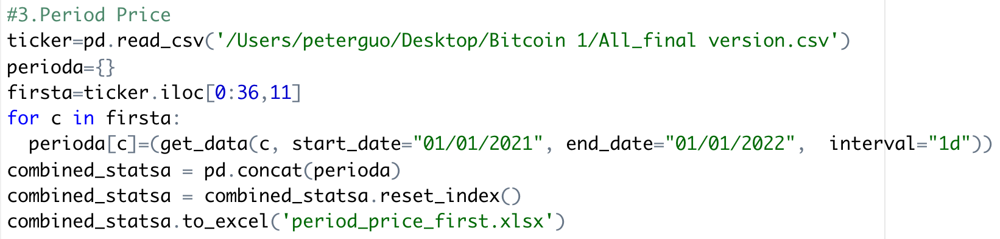 #3.Period Price
ticker=pd.read_csv('/Users/peterguo/Desktop/Bitcoin 1/All_final version.csv')
perioda={}
firsta=ticker.iloc[0:36,11]
for c in firsta:
  perioda[c]=(get_data(c, start_date="01/01/2021", end_date="01/01/2022",  interval="1d"))
combined_statsa = pd.concat(perioda)
combined_statsa = combined_statsa.reset_index()
combined_statsa.to_excel('period_price_first.xlsx')